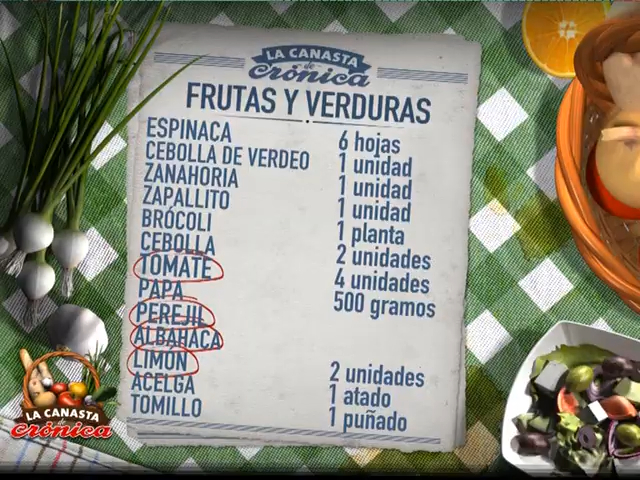 LA CANASTA
de
crónica
FRUTAS Y VERDURAS
ESPINACA 6 hojas
CEBOLLA DE VERDEO 1 unidad
ZANAHORIA 1 unidad
ZAPALLITO 1 unidad
BRÓCOLI 1 planta
CEBOLLA 2 unidades
TOMATE 4 unidades
PAPA 500 gramos
PEREJIL
ALBAHACA
LIMÓN 2 unidades
ACELGA 1 atado
TOMILLO 1 puñado
LA CANASTA
de
crónica